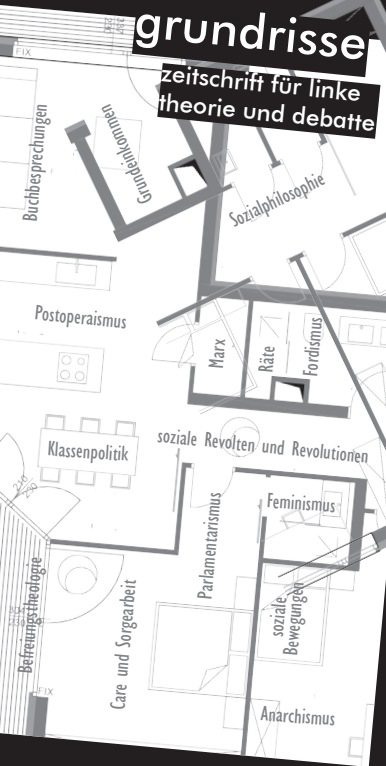 grundrisse
zeitschrift für linke
theorie und debatte
FIX
Buchbesprechungen
Grundeinkommen
Sozialphilosophie
Postoperaismus
Marx
Räte
Fordismus
Klassenpolitik
soziale Revolten und Revolutionen
Parlamentarismus
Feminismus
Befreiungstheologie
Care und Sorgearbeit
soziale
Bewegungen
FIX
Anarchismus